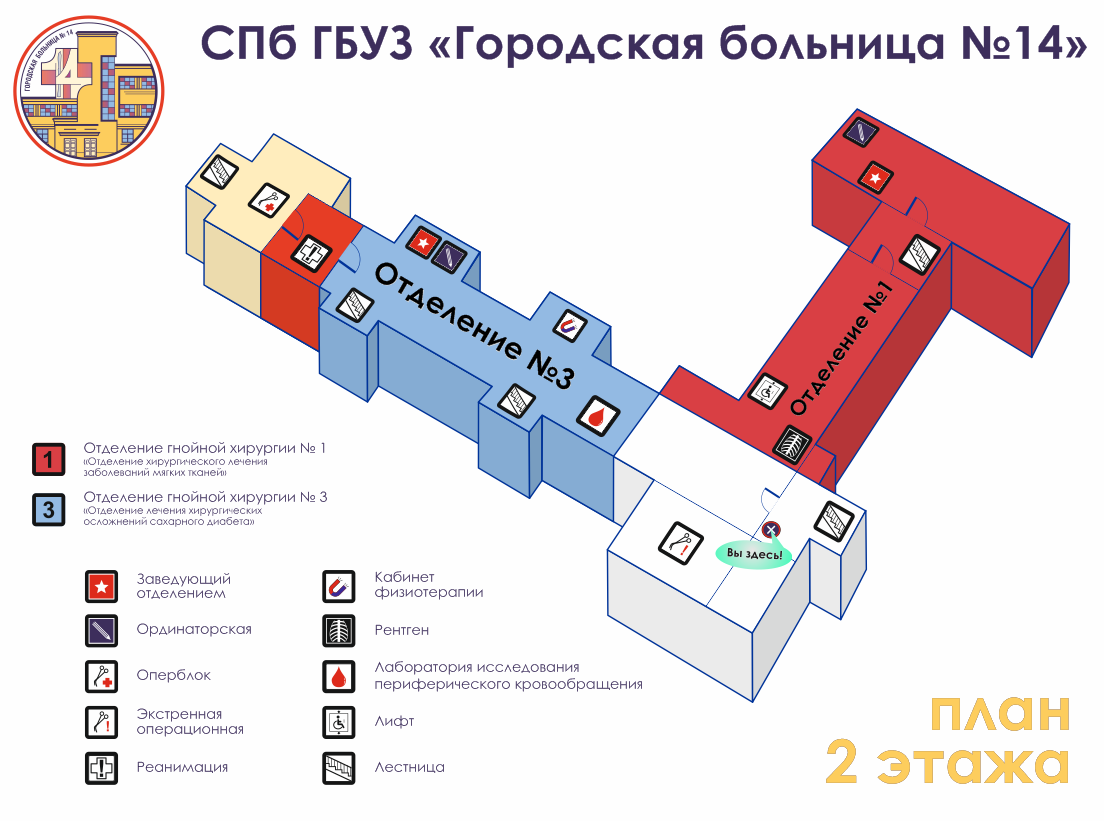 СПб ГБУЗ «Городская больница №14»
ГОРОДСКАЯ БОЛЬНИЦА № 14
14
Отделение №3
Отделение №1
Вы здесь!
1
Отделение гнойной хирургии № 1
«Отделение хирургического лечения
заболеваний мягких тканей»
3
Отделение гнойной хирургии № 3
«Отделение лечения хирургических
осложнений сахарного диабета»
Заведующий
отделением
Ординаторская
Оперблок
Экстренная
операционная
Реанимация
Кабинет
физиотерапии
Рентген
Лаборатория исследования
периферического кровообращения
Лифт
Лестница
план
2 этажа